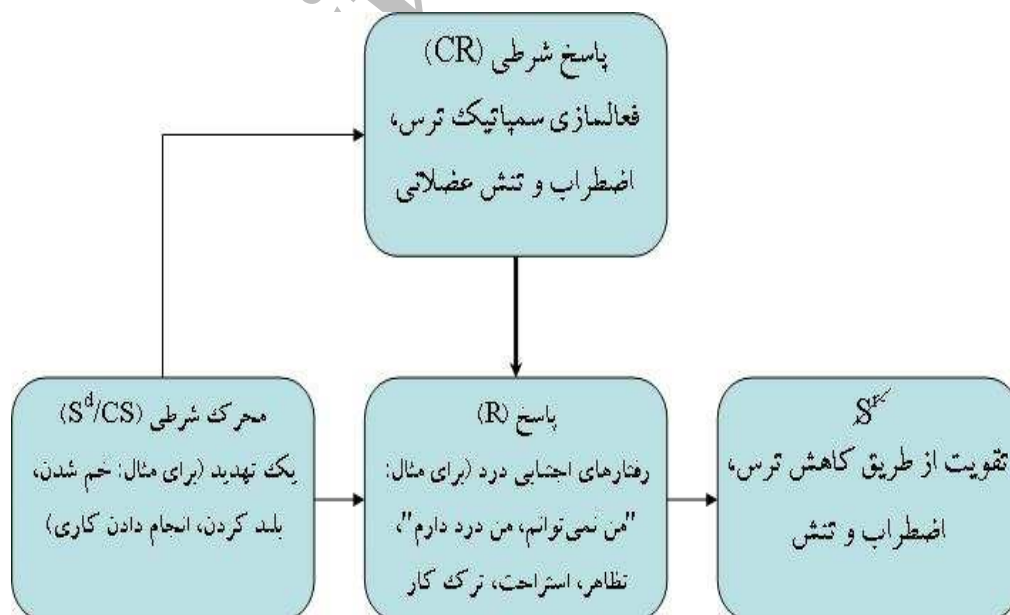 پاسخ شرطی (CR)
فعالسازی سمپاتیک ترس،
اضطراب و تنش عضلانی
محرک شرطی (S^d/CS)
یک تهدید (برای مثال: خم شدن،
بلند کردن، انجام دادن کاری)
پاسخ (R)
رفتارهای اجتنابی درد (برای مثال:
"من نمی‌توانم، من درد دارم"،
تظاهر، استراحت، ترک کار
تقویت از طریق کاهش ترس،
اضطراب و تنش